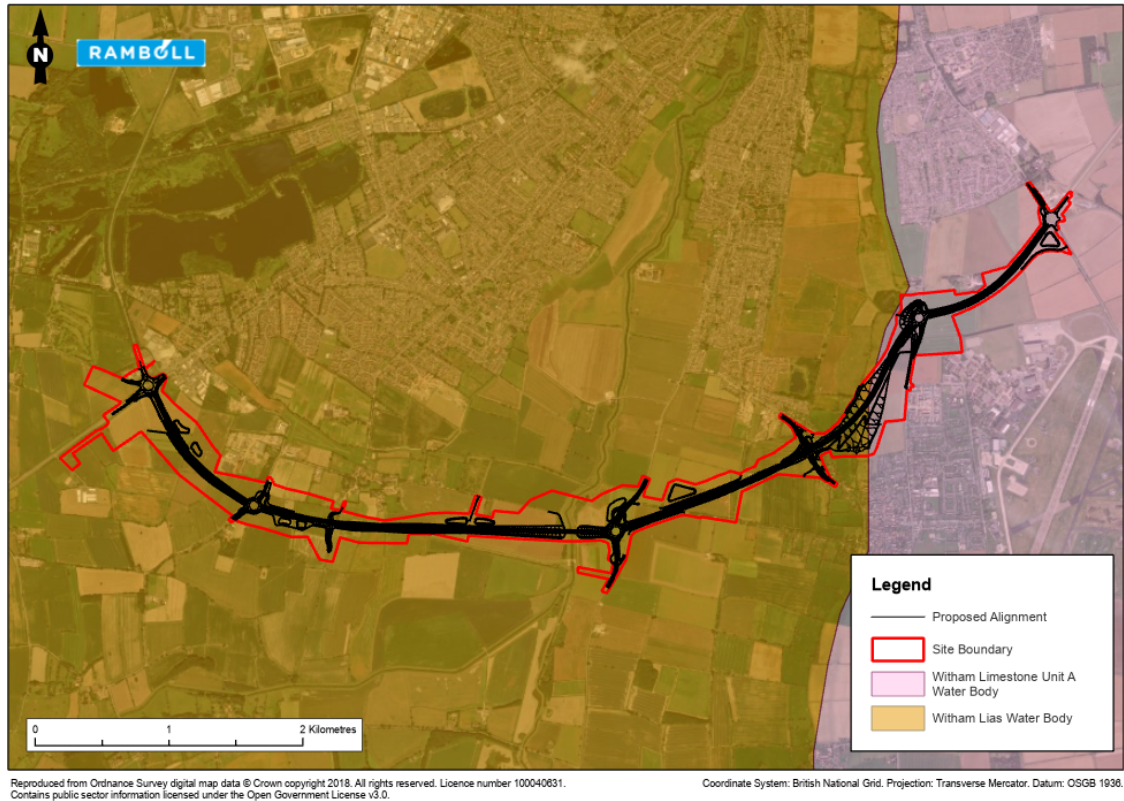 N
RAMBOLL
Legend
Proposed Alignment
Site Boundary
Witham Limestone Unit A
Water Body
Witham Lias Water Body
0 1 2 Kilometres
Reproduced from Ordnance Survey digital map data © Crown copyright 2018. All rights reserved. Licence number 100040631.
Contains public sector information licensed under the Open Government License v3.0.
Coordinate System: British National Grid. Projection: Transverse Mercator. Datum: OSGB 1936.